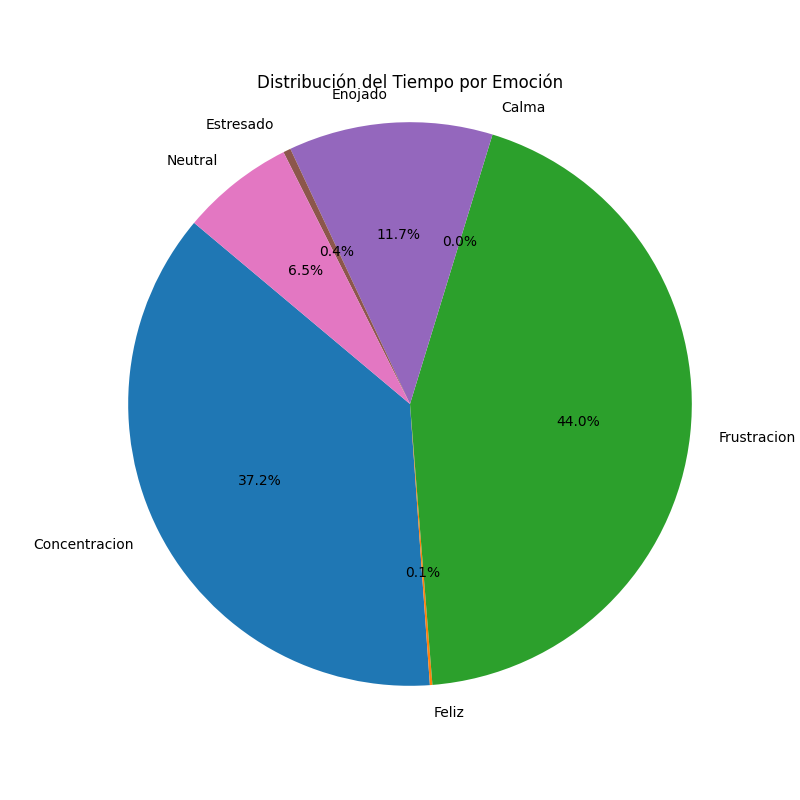 Distribución del Tiempo por Emoción
Enojado
Calma
Estresado
Neutral
11.7%
0.0%
0.4%
6.5%
44.0%
Frustracion
37.2%
Concentracion
0.1%
Feliz